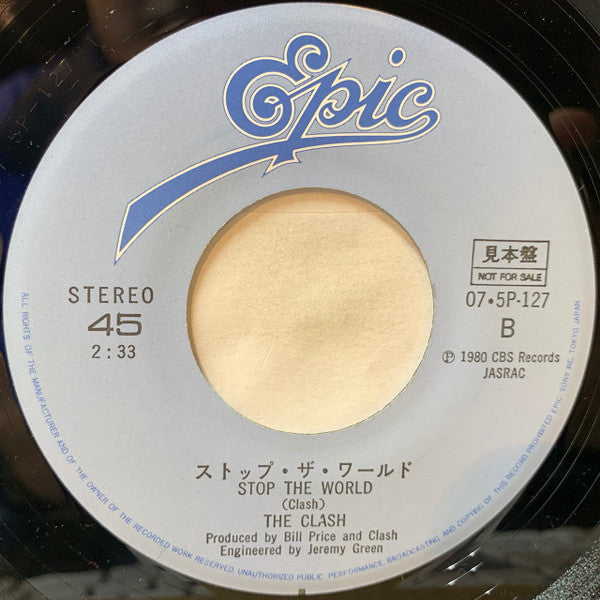 Epic
見本盤
NOT FOR SALE
STEREO
45
2:33
07・5P-127
B
Ⓟ 1980 CBS Records
JASRAC
ストップ・ザ・ワールド
STOP THE WORLD
(Clash)
THE CLASH
Produced by Bill Price and Clash
Engineered by Jeremy Green
ALL RIGHTS OF THE MANUFACTURER AND OF THE OWNER OF THE RECORDED WORK RESERVED. UNAUTHORIZED PUBLIC PERFORMANCE, BROADCASTING AND COPYING OF THIS RECORD PROHIBITED EPIC/SONY INC. TOKYO JAPAN